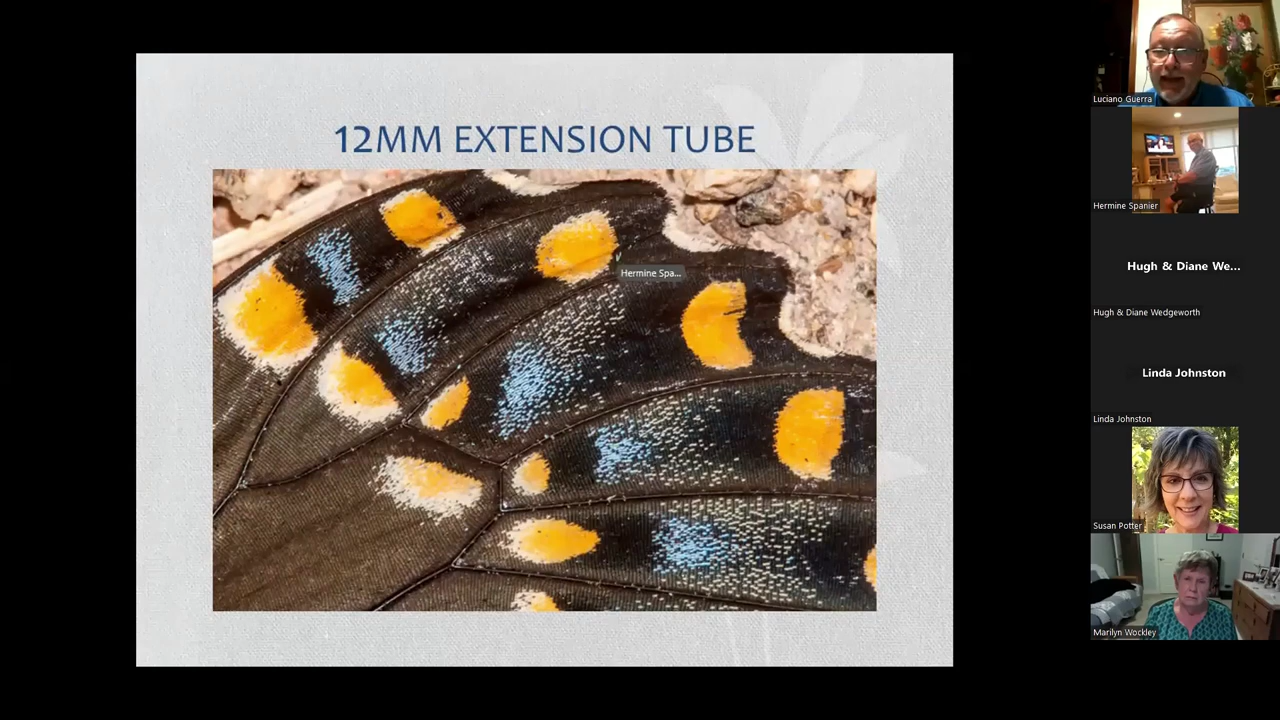 12MM EXTENSION TUBE
Hermine Spa...
Luciano Guerra
Hermine Spanier
Hugh & Diane We...
Hugh & Diane Wedgeworth
Linda Johnston
Linda Johnston
Susan Potter
Marilyn Wockley